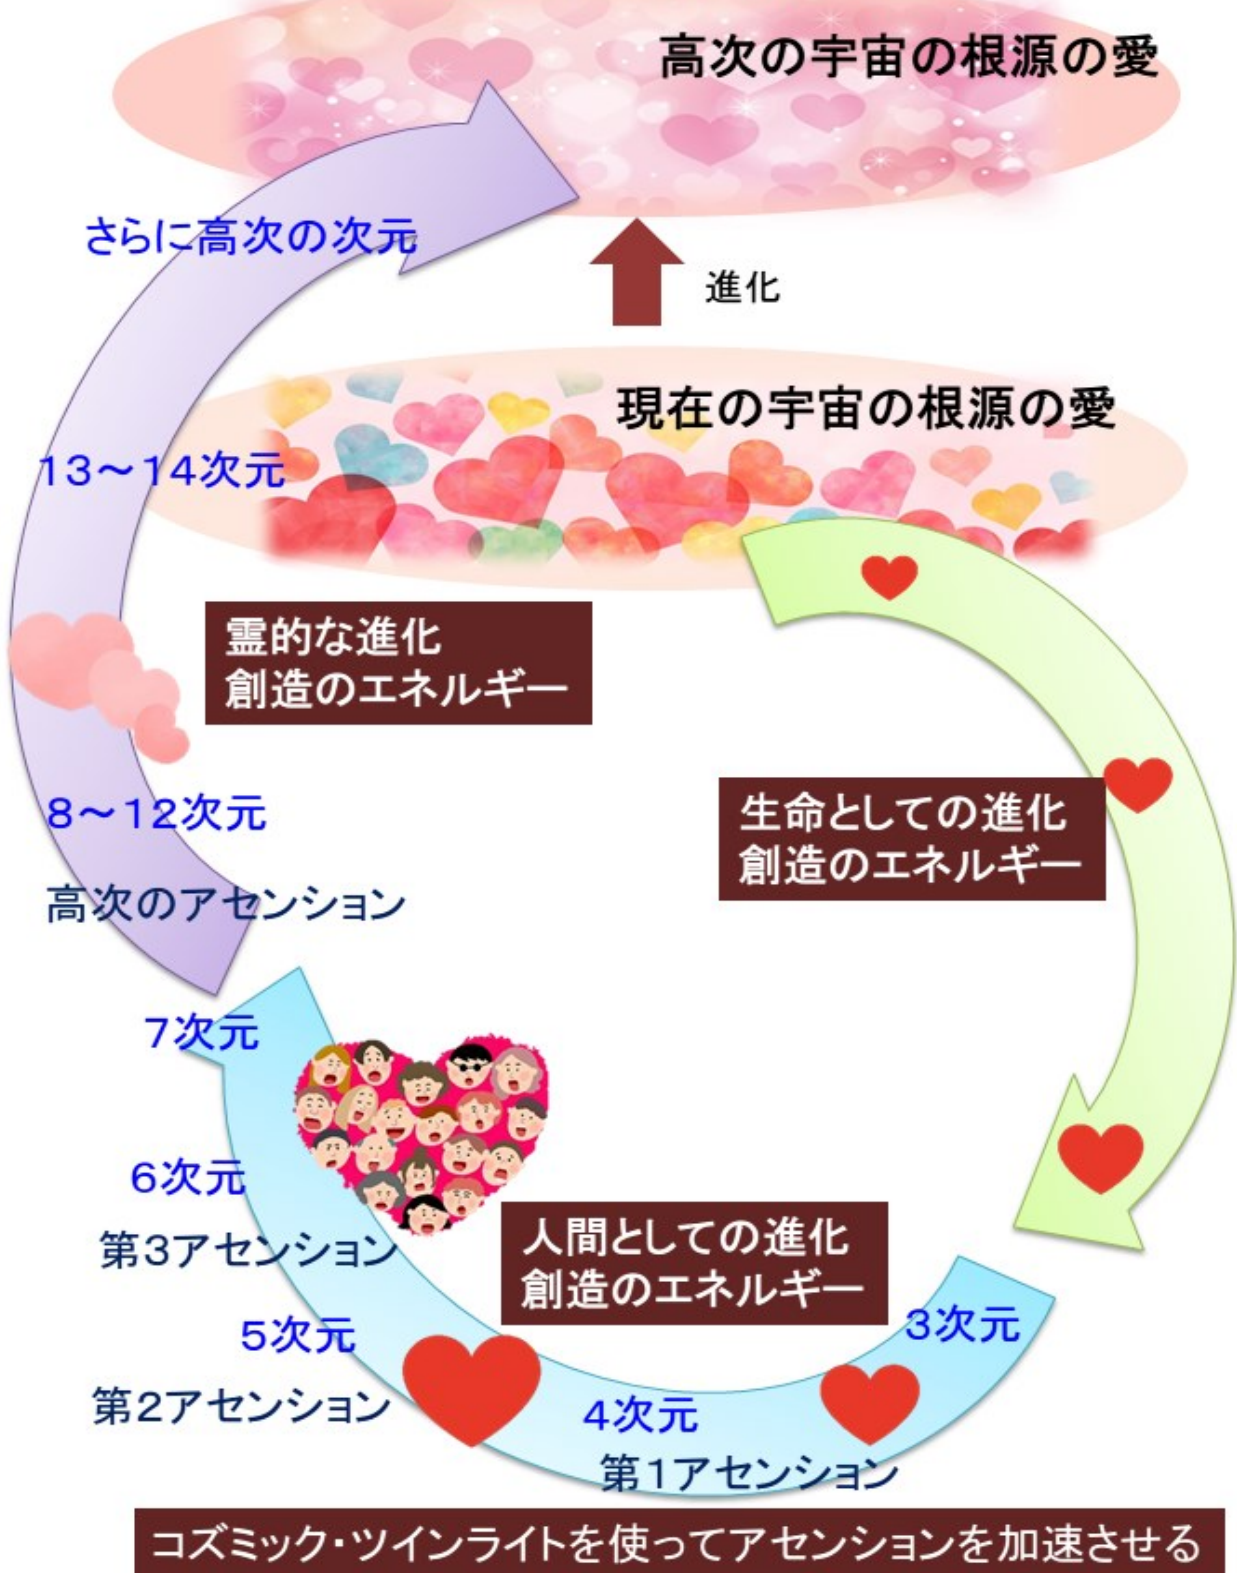 高次の宇宙の根源の愛
さらに高次の次元
進化
現在の宇宙の根源の愛
13～14次元
霊的な進化
創造のエネルギー
生命としての進化
創造のエネルギー
8～12次元
高次のアセンション
7次元
6次元
第3アセンション
人間としての進化
創造のエネルギー
3次元
5次元
第2アセンション
4次元
第1アセンション
コズミック・ツインライトを使ってアセンションを加速させる